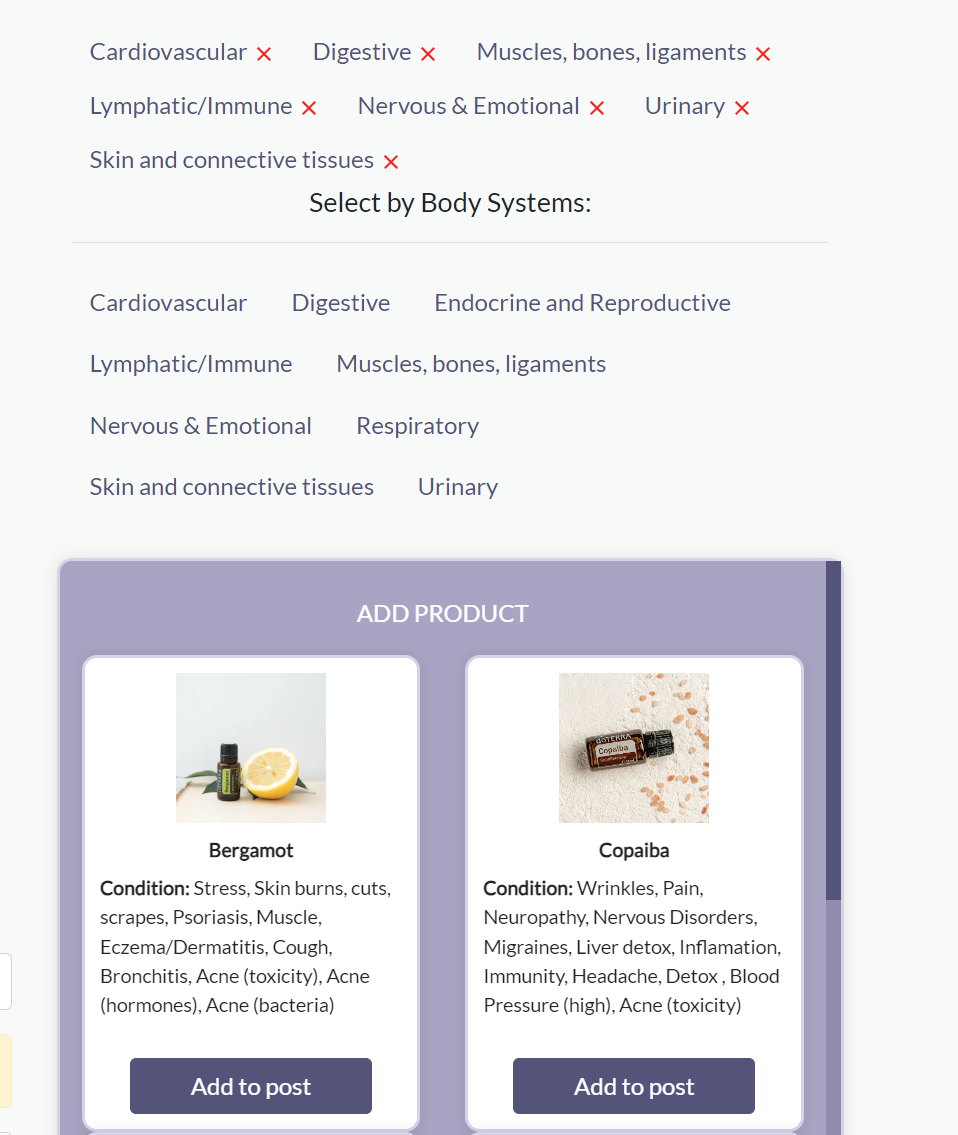 Cardiovascular × Digestive × Muscles, bones, ligaments ×
Lymphatic/Immune × Nervous & Emotional × Urinary ×
Skin and connective tissues ×
Select by Body Systems:
Cardiovascular Digestive Endocrine and Reproductive
Lymphatic/Immune Muscles, bones, ligaments
Nervous & Emotional Respiratory
Skin and connective tissues Urinary
ADD PRODUCT
dōTERRA
Copaiba
Bergamot
Condition: Stress, Skin burns, cuts,
scrapes, Psoriasis, Muscle,
Eczema/Dermatitis, Cough,
Bronchitis, Acne (toxicity), Acne
(hormones), Acne (bacteria)
Add to post
Copaiba
Condition: Wrinkles, Pain,
Neuropathy, Nervous Disorders,
Migraines, Liver detox, Inflamation,
Immunity, Headache, Detox , Blood
Pressure (high), Acne (toxicity)
Add to post